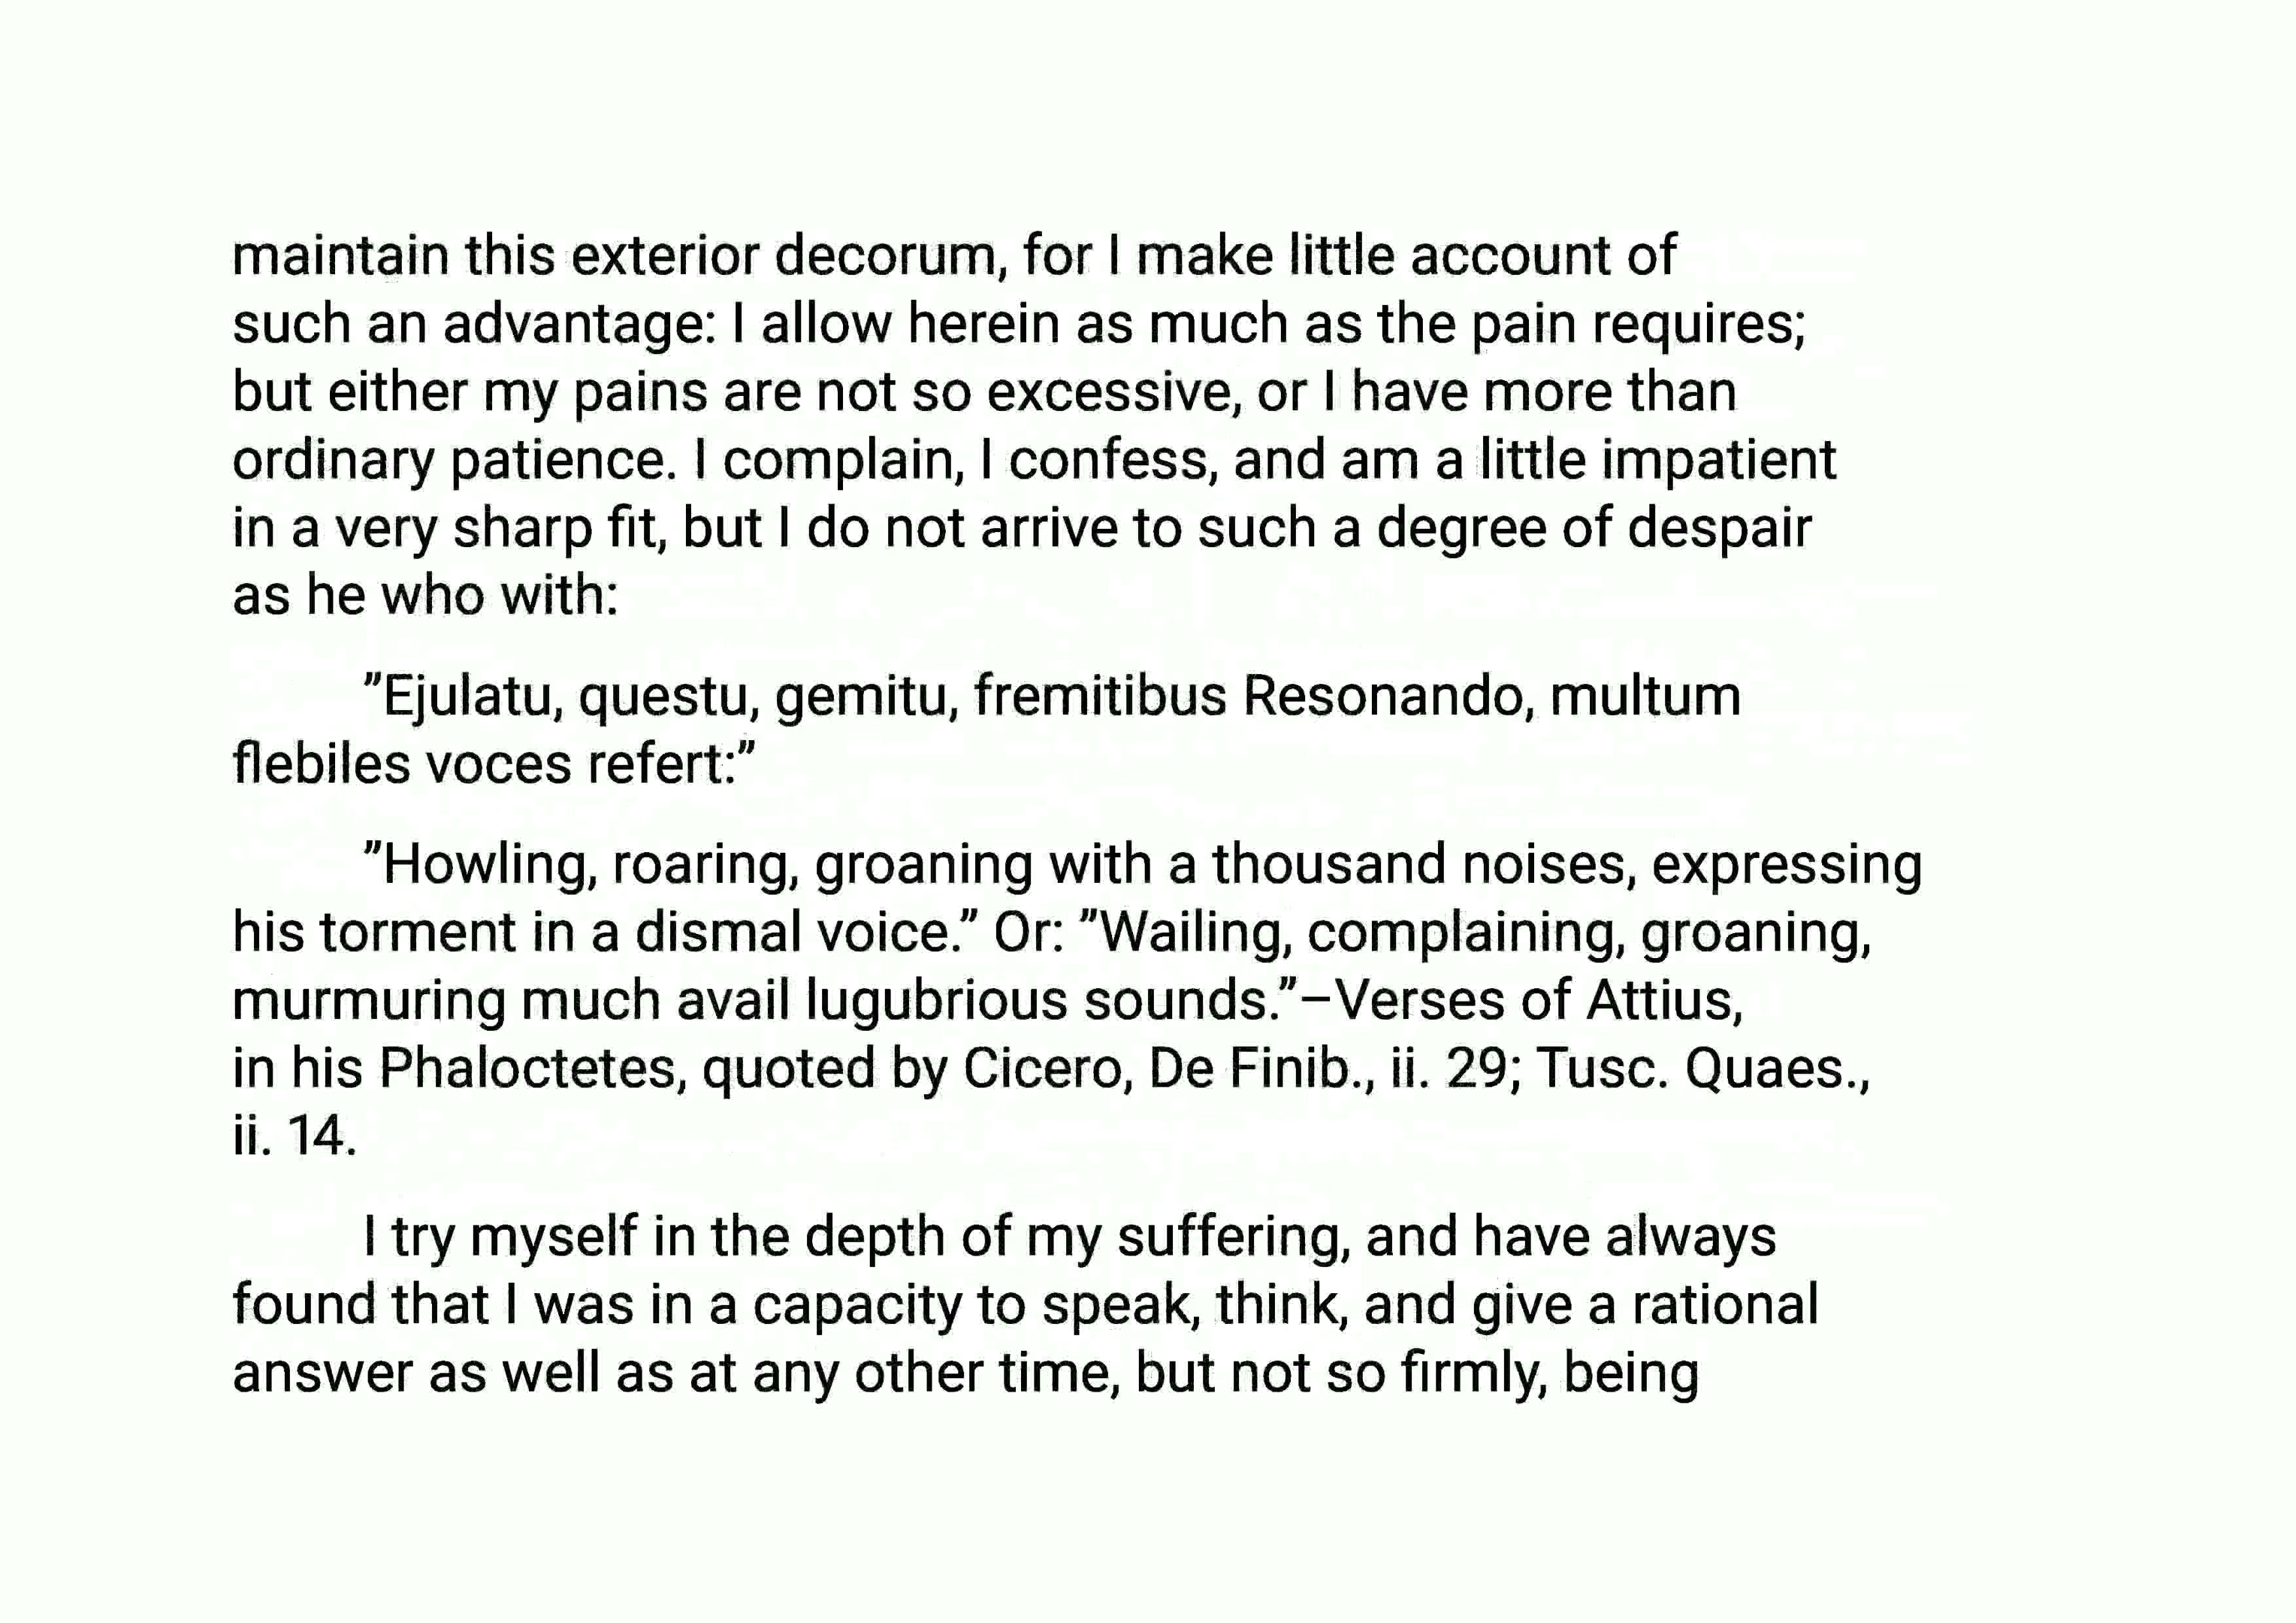 maintain this exterior decorum, for I make little account of
such an advantage: I allow herein as much as the pain requires;
but either my pains are not so excessive, or I have more than
ordinary patience. I complain, I confess, and am a little impatient
in a very sharp fit, but I do not arrive to such a degree of despair
as he who with:
”Ejulatu, questu, gemitu, fremitibus Resonando, multum
flebiles voces refert:”
”Howling, roaring, groaning with a thousand noises, expressing
his torment in a dismal voice.” Or: ”Wailing, complaining, groaning,
murmuring much avail lugubrious sounds.”–Verses of Attius,
in his Phaloctetes, quoted by Cicero, De Finib., ii. 29; Tusc. Quaes.,
ii. 14.
I try myself in the depth of my suffering, and have always
found that I was in a capacity to speak, think, and give a rational
answer as well as at any other time, but not so firmly, being